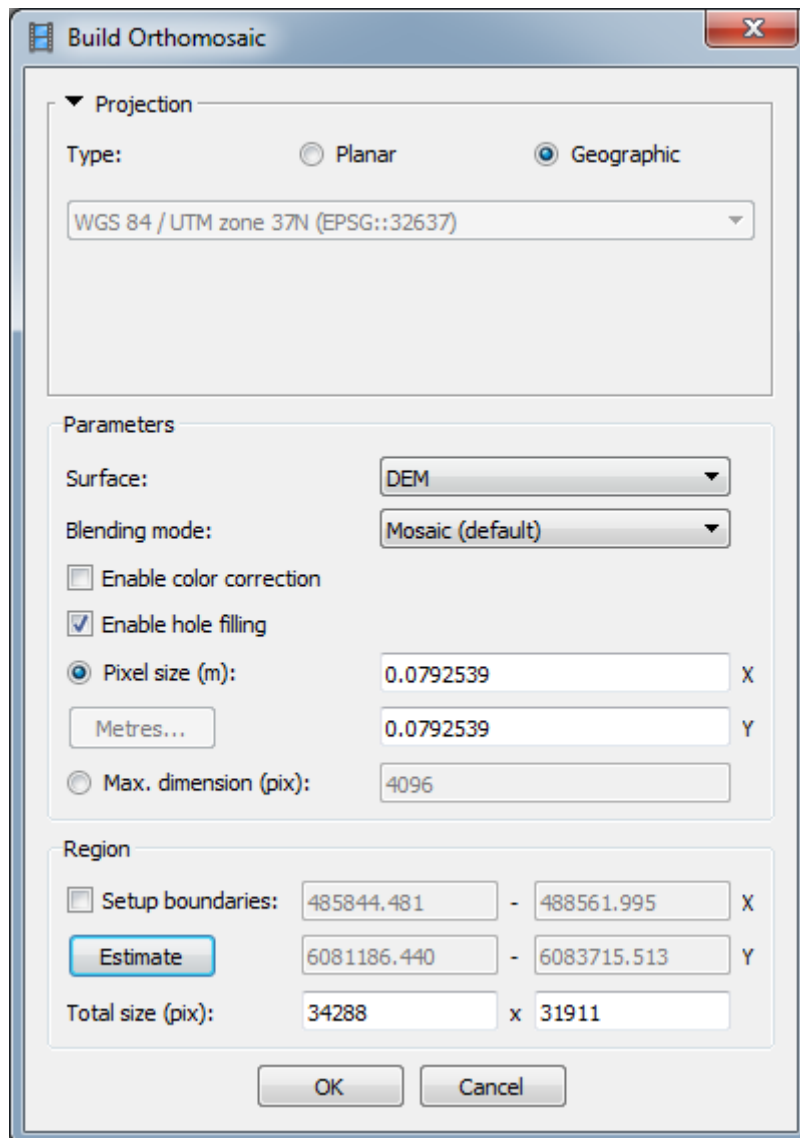 Build Orthomosaic
Projection
Type: Planar Geographic
WGS 84 / UTM zone 37N (EPSG::32637)
Parameters
Surface: DEM
Blending mode: Mosaic (default)
Enable color correction
Enable hole filling
Pixel size (m): 0.0792539 X
Metres... 0.0792539 Y
Max. dimension (pix): 4096
Region
Setup boundaries: 485844.481 - 488561.995 X
Estimate 6081186.440 - 6083715.513 Y
Total size (pix): 34288 x 31911
OK Cancel